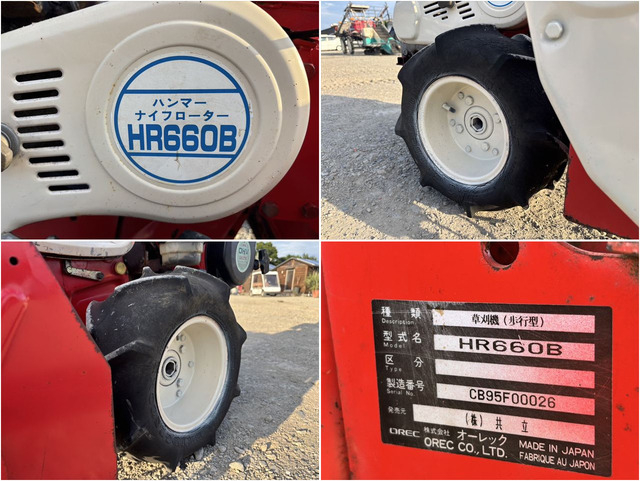 ハンマー
ナイフローター
HR660B
OREC
種類
Description
草刈機(歩行型)
型式名
Model
HR660B
区分
Type
製造番号
Serial No.
CB95F00026
発売元
(株)共立
OREC 株式会社 オーレック
OREC CO., LTD.
MADE IN JAPAN
FABRIQUE AU JAPON